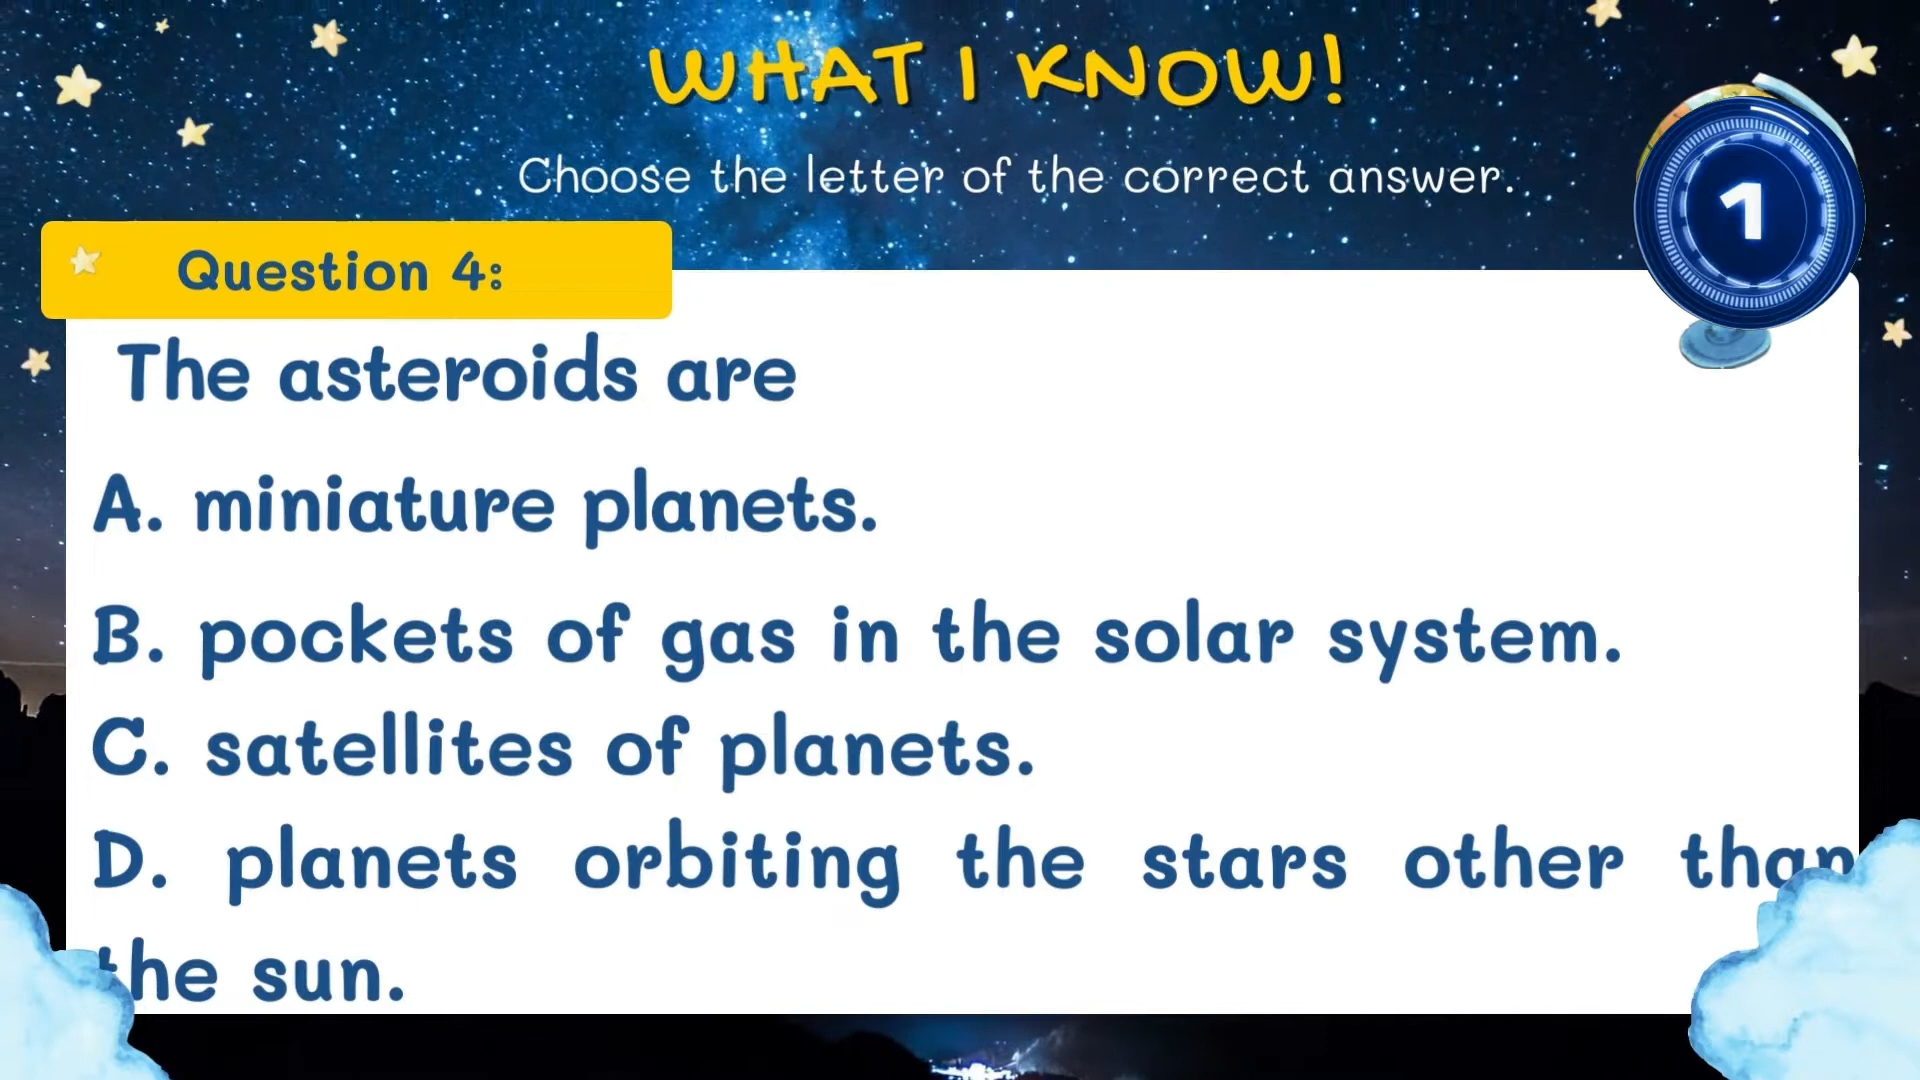 WHAT I KNOW!
Choose the letter of the correct answer.
1
Question 4:
The asteroids are
A. miniature planets.
B. pockets of gas in the solar system.
C. satellites of planets.
D. planets orbiting the stars other than
the sun.